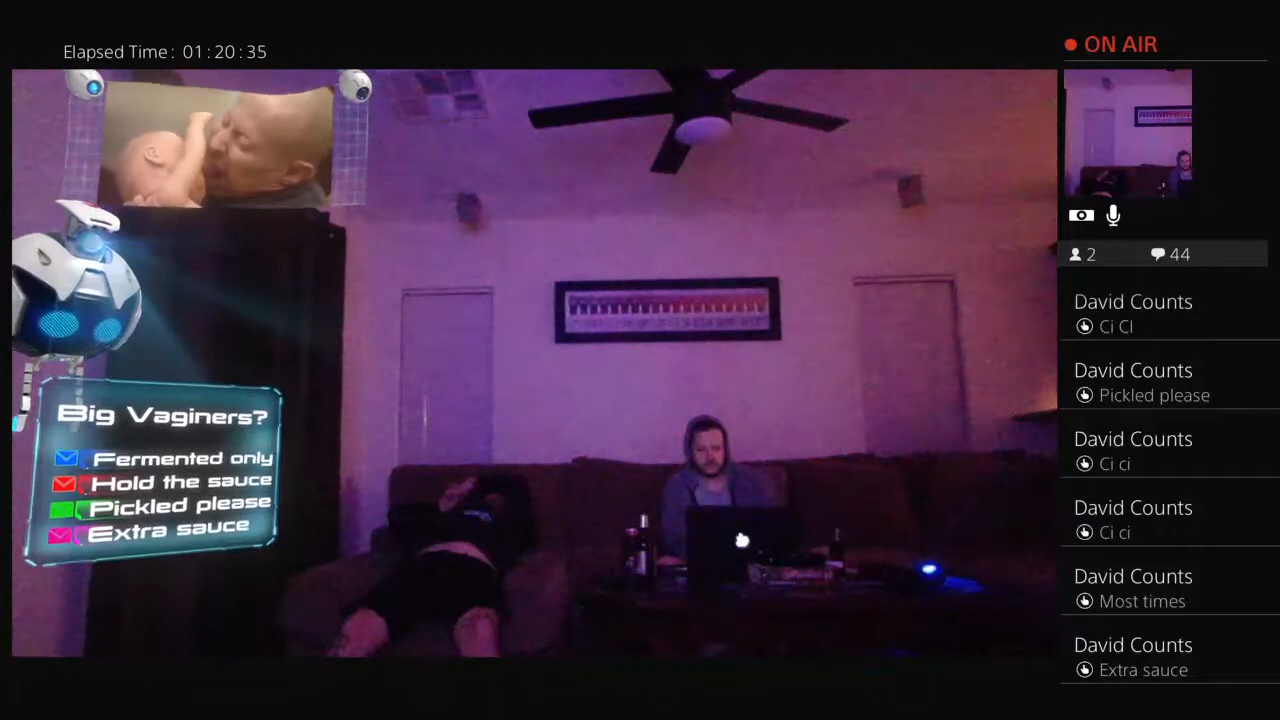 Elapsed Time: 01:20:35
ON AIR
2
44
Big Vaginers?
Fermented only
Hold the sauce
Pickled please
Extra sauce
David Counts
Ci CI
David Counts
Pickled please
David Counts
Ci ci
David Counts
Ci ci
David Counts
Most times
David Counts
Extra sauce